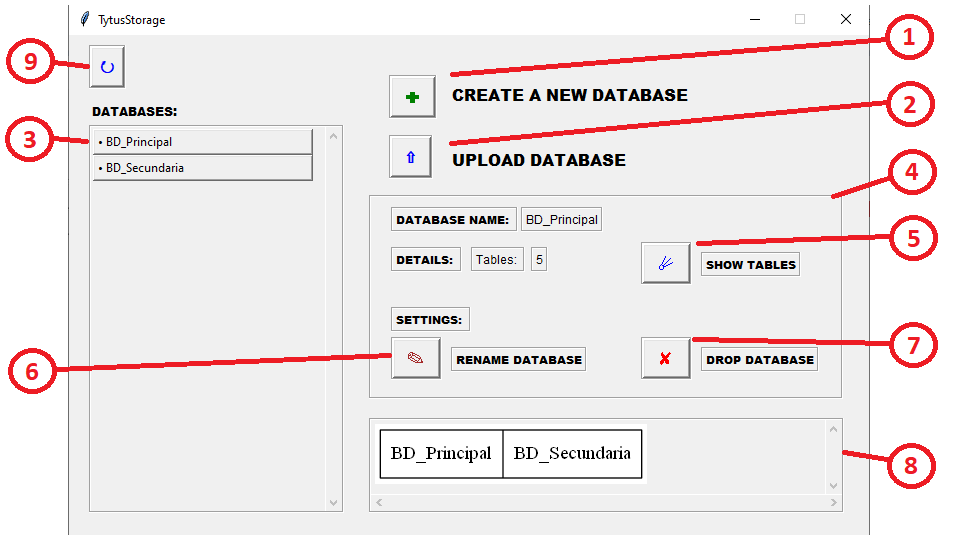 TytusStorage
1
9
CREATE A NEW DATABASE
2
DATABASES:
3
• BD_Principal
UPLOAD DATABASE
• BD_Secundaria
4
DATABASE NAME: BD_Principal
5
DETAILS: Tables: 5
SHOW TABLES
SETTINGS:
6
RENAME DATABASE
DROP DATABASE
7
BD_Principal BD_Secundaria
8